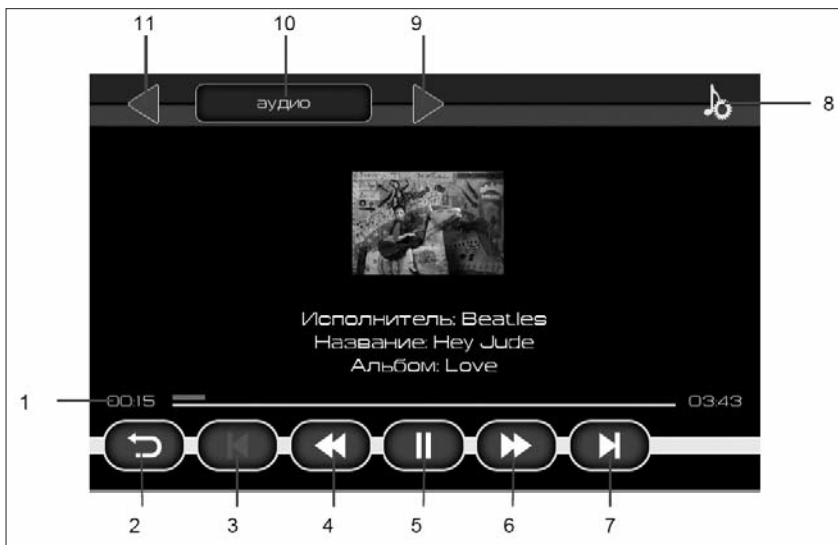 11 10 9
аудио
8
Исполнитель: Beatles
Название: Hey Jude
Альбом: Love
1 00:15 03:43
2 3 4 5 6 7